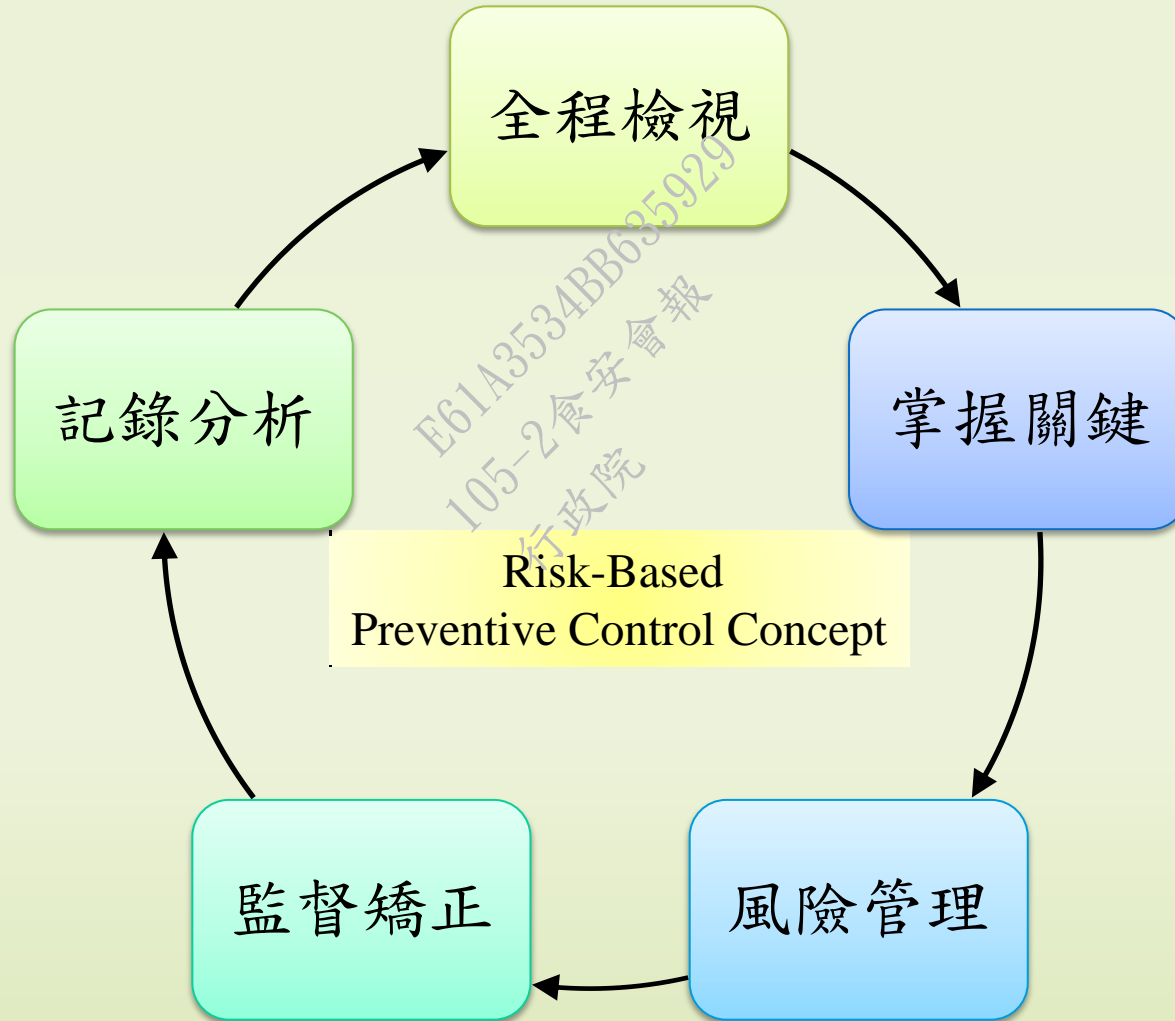 全程檢視
掌握關鍵
風險管理
監督矯正
記錄分析
Risk-Based
Preventive Control Concept
E61A3534BB635929
105-2食安會報
行政院